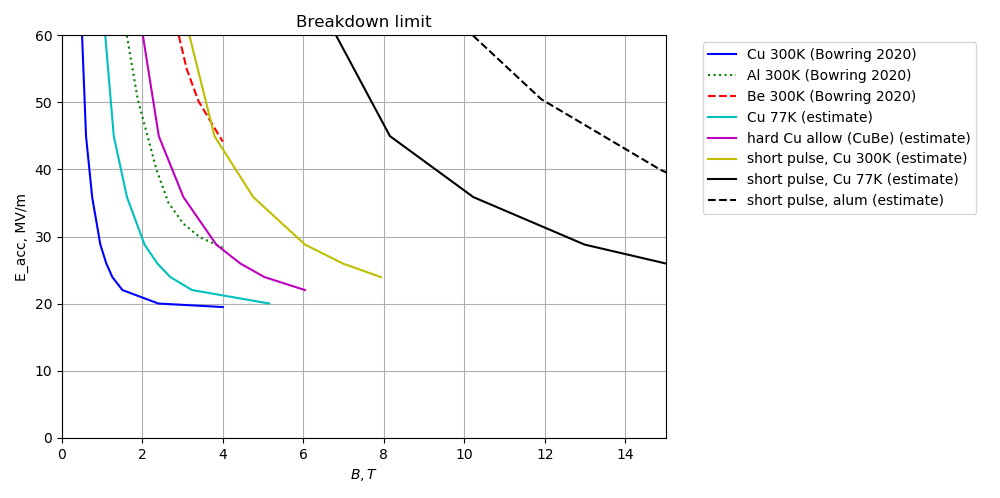 Breakdown limit
E_acc, MV/m
60
50
40
30
20
10
0
0 2 4 6 8 10 12 14
B, T
Cu 300K (Bowring 2020)
Al 300K (Bowring 2020)
Be 300K (Bowring 2020)
Cu 77K (estimate)
hard Cu allow (CuBe) (estimate)
short pulse, Cu 300K (estimate)
short pulse, Cu 77K (estimate)
short pulse, alum (estimate)